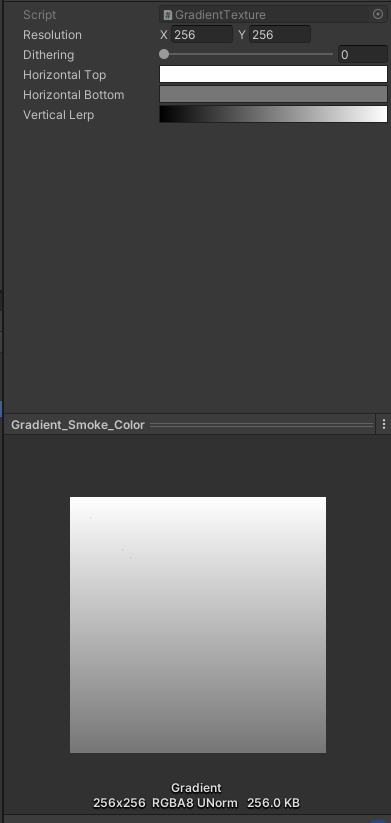 Script GradientTexture
Resolution X 256 Y 256
Dithering 0
Horizontal Top
Horizontal Bottom
Vertical Lerp
Gradient_Smoke_Color
Gradient
256x256 RGBA8 UNorm 256.0 KB